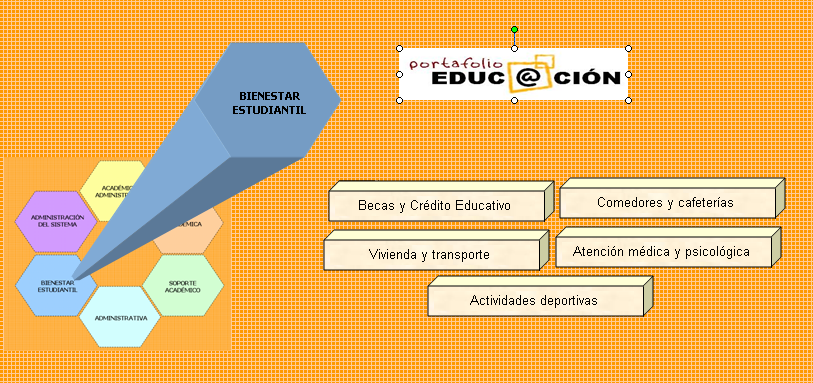 portafolio
EDUC@CIÓN
BIENESTAR
ESTUDIANTIL
Becas y Crédito Educativo
Comedores y cafeterías
Vivienda y transporte
Atención médica y psicológica
Actividades deportivas
ADMINISTRACIÓN
DEL SISTEMA
BIENESTAR
ESTUDIANTIL
ADMINISTRATIVA
SOPORTE
ACADÉMICO